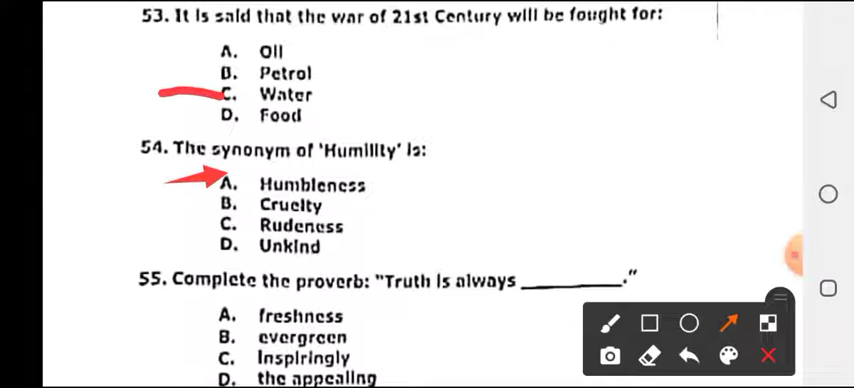 53. It is said that the war of 21st Century will be fought for:
A. Oil
B. Petrol
C. Water
D. Food
54. The synonym of 'Humility' is:
A. Humbleness
B. Cruelty
C. Rudeness
D. Unkind
55. Complete the proverb: "Truth is always ________."
A. freshness
B. evergreen
C. Inspiringly
D. the appealing